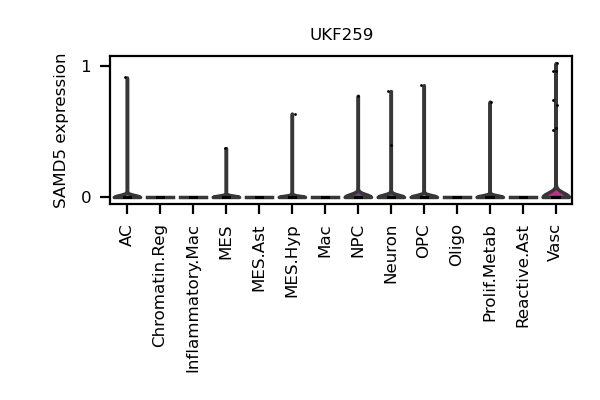 UKF259
SAMD5 expression
1
0
AC
Chromatin.Reg
Inflammatory.Mac
MES
MES.Ast
MES.Hyp
Mac
NPC
Neuron
OPC
Oligo
Prolif.Metab
Reactive.Ast
Vasc